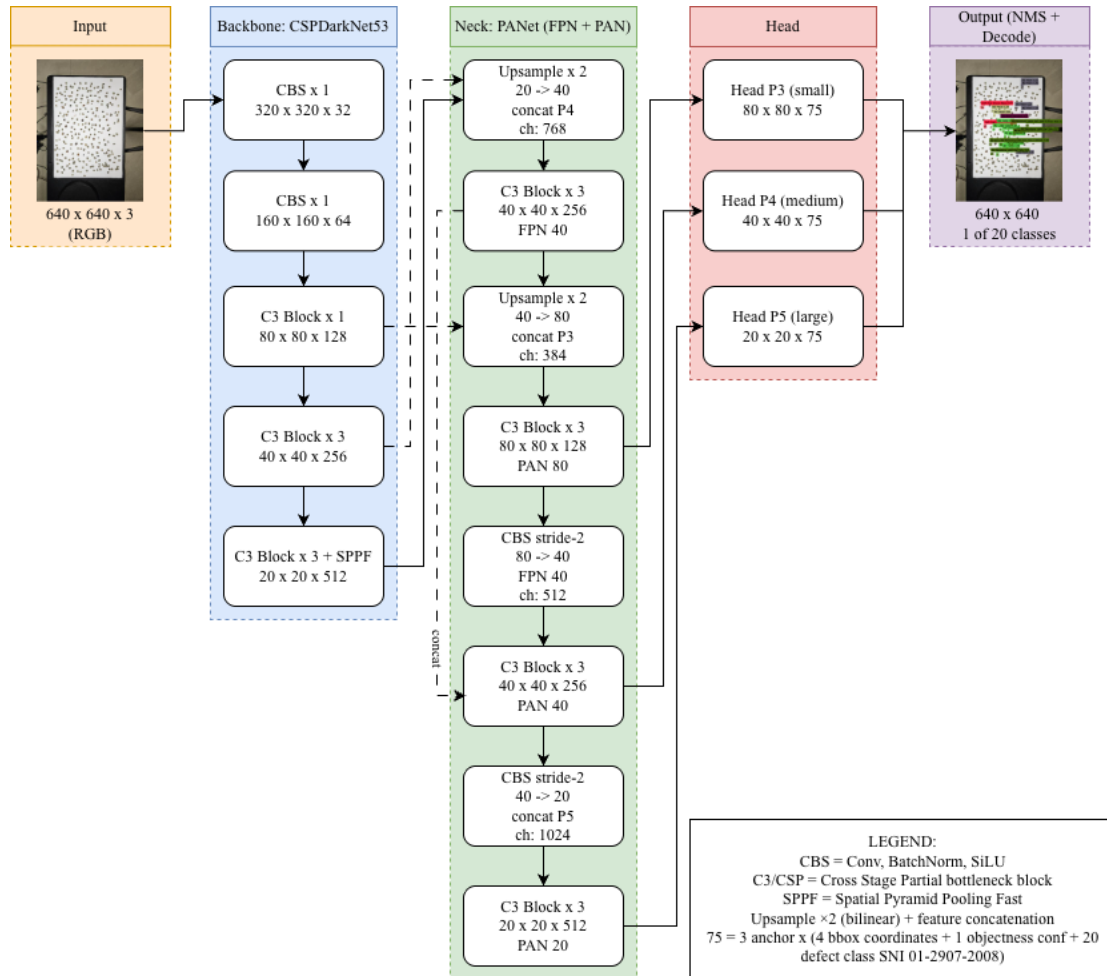 Input
640 x 640 x 3
(RGB)
Backbone: CSPDarkNet53
CBS x 1
320 x 320 x 32
CBS x 1
160 x 160 x 64
C3 Block x 1
80 x 80 x 128
C3 Block x 3
40 x 40 x 256
C3 Block x 3 + SPPF
20 x 20 x 512
Neck: PANet (FPN + PAN)
Upsample x 2
20 -> 40
concat P4
ch: 768
C3 Block x 3
40 x 40 x 256
FPN 40
Upsample x 2
40 -> 80
concat P3
ch: 384
C3 Block x 3
80 x 80 x 128
PAN 80
CBS stride-2
80 -> 40
FPN 40
ch: 512
concat
C3 Block x 3
40 x 40 x 256
PAN 40
CBS stride-2
40 -> 20
concat P5
ch: 1024
C3 Block x 3
20 x 20 x 512
PAN 20
Head
Head P3 (small)
80 x 80 x 75
Head P4 (medium)
40 x 40 x 75
Head P5 (large)
20 x 20 x 75
Output (NMS +
Decode)
640 x 640
1 of 20 classes
LEGEND:
CBS = Conv, BatchNorm, SiLU
C3/CSP = Cross Stage Partial bottleneck block
SPPF = Spatial Pyramid Pooling Fast
Upsample ×2 (bilinear) + feature concatenation
75 = 3 anchor x (4 bbox coordinates + 1 objectness conf + 20
defect class SNI 01-2907-2008)